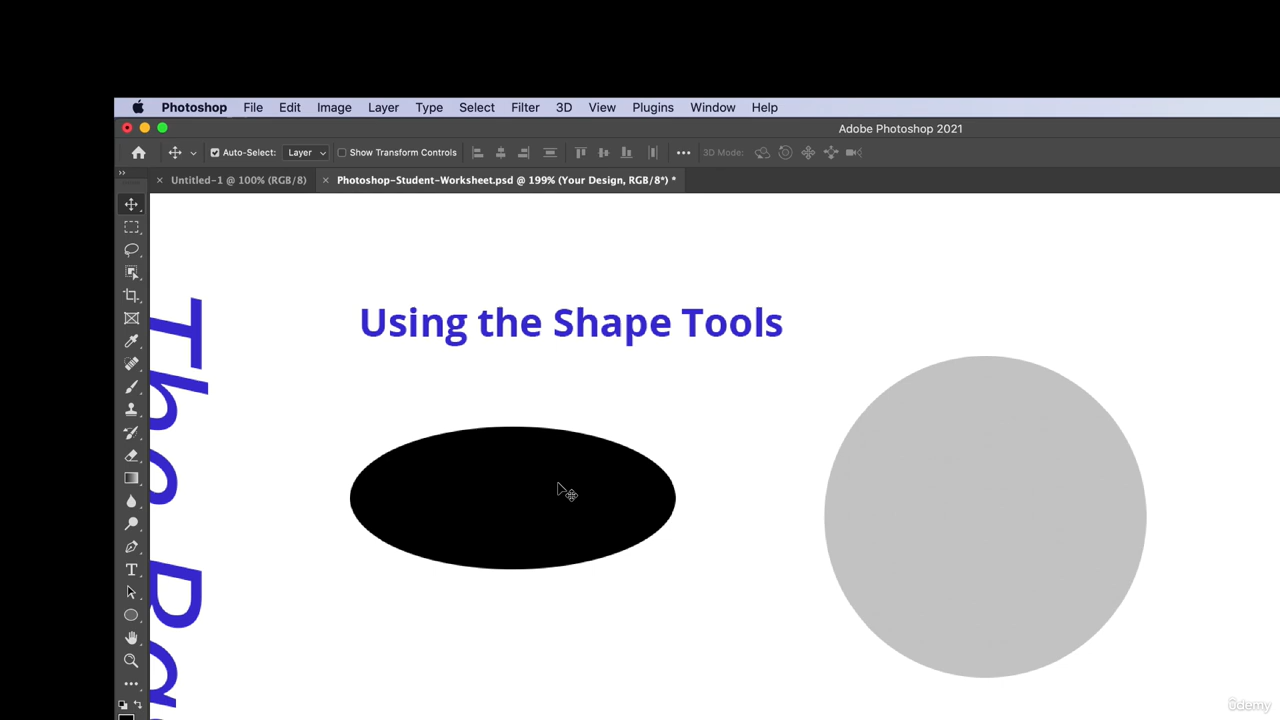 Photoshop File Edit Image Layer Type Select Filter 3D View Plugins Window Help
Adobe Photoshop 2021
Auto-Select: Layer Show Transform Controls 3D Mode:
Untitled-1 @ 100% (RGB/8) Photoshop-Student-Worksheet.psd @ 199% (Your Design, RGB/8*) *
Using the Shape Tools
The
ûdemy